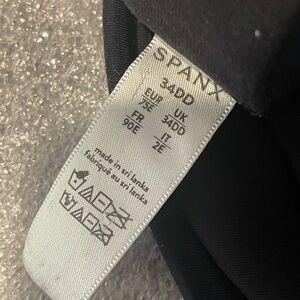 SPANX
34DD
EUR UK
75E 34DD
FR IT
90E 2E
made in sri lanka
fabriqué au sri lanka